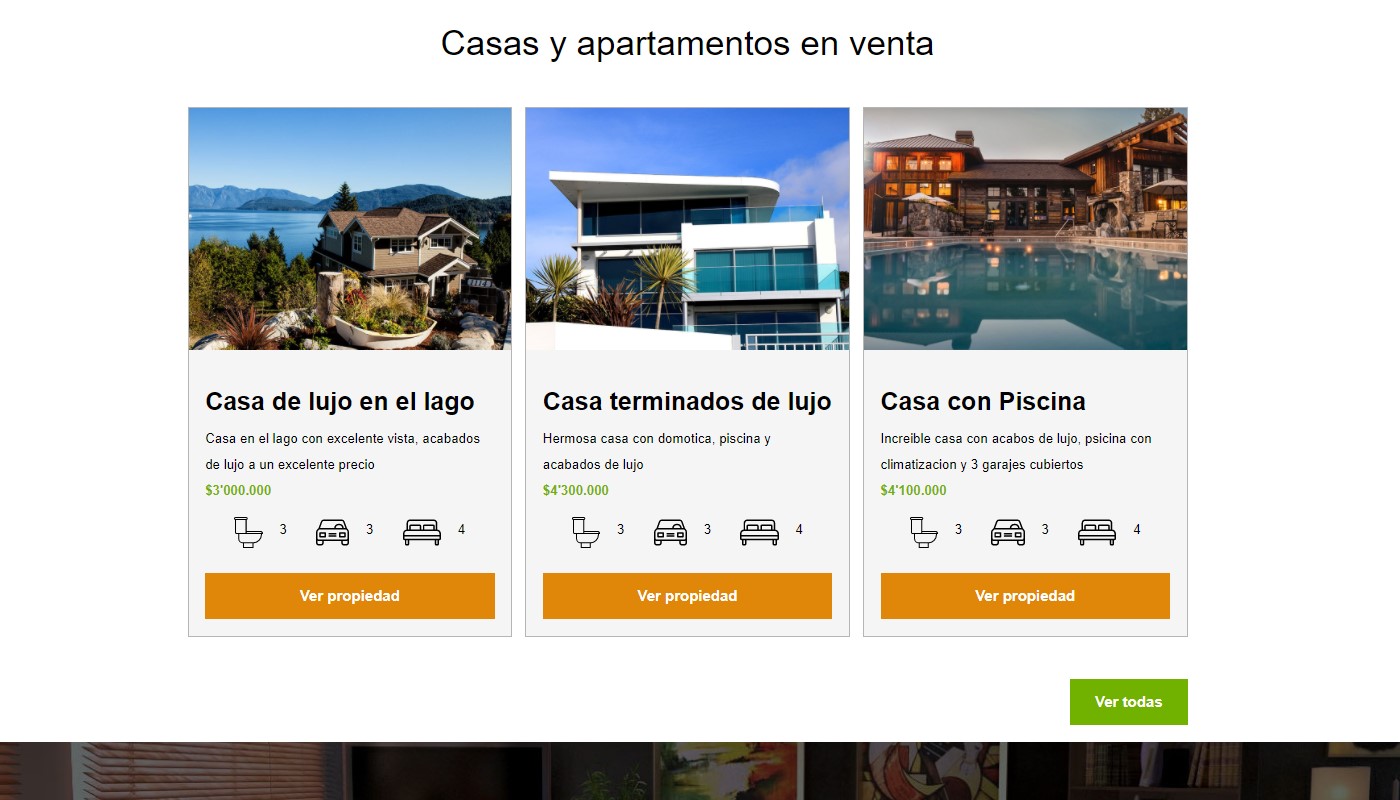 Casas y apartamentos en venta
Casa de lujo en el lago
Casa en el lago con excelente vista, acabados
de lujo a un excelente precio
$3'000.000
3 3 4
Ver propiedad
Casa terminados de lujo
Hermosa casa con domotica, piscina y
acabados de lujo
$4'300.000
3 3 4
Ver propiedad
Casa con Piscina
Increible casa con acabos de lujo, psicina con
climatizacion y 3 garajes cubiertos
$4'100.000
3 3 4
Ver propiedad
Ver todas